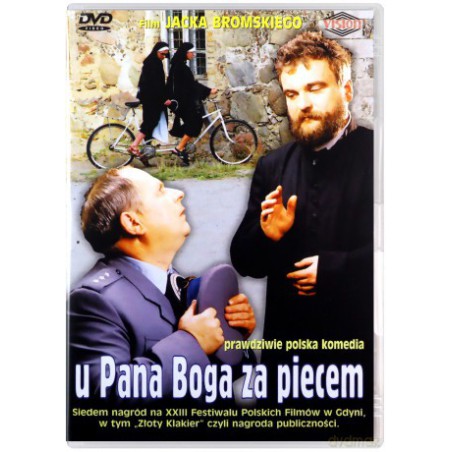 DVD
VIDEO
Film JACKA BROMSKIEGO
VISION
prawdziwie polska komedia
u Pana Boga za piecem
Siedem nagród na XXIII Festiwalu Polskich Filmów w Gdyni,
w tym „Złoty Klakier” czyli nagroda publiczności.